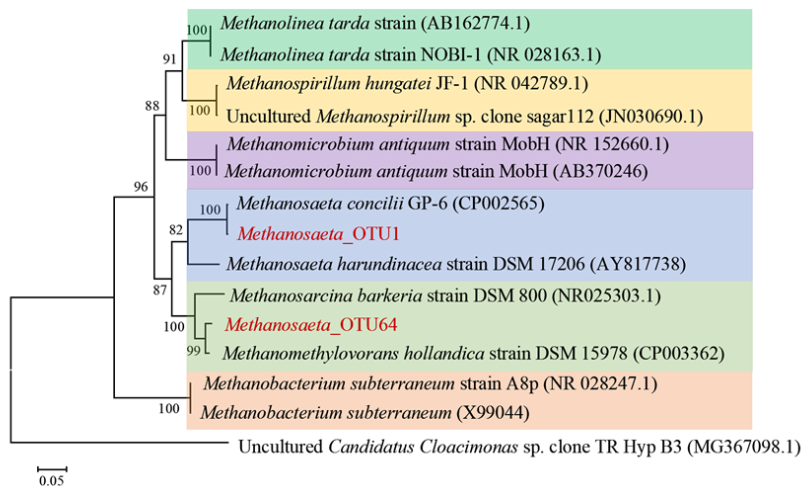 100
Methanolinea tarda strain (AB162774.1)
91
Methanolinea tarda strain NOBI-1 (NR 028163.1)
Methanospirillum hungatei JF-1 (NR 042789.1)
88
100
Uncultured Methanospirillum sp. clone sagar112 (JN030690.1)
Methanomicrobium antiquum strain MobH (NR 152660.1)
100
Methanomicrobium antiquum strain MobH (AB370246)
96
100
Methanosaeta concilii GP-6 (CP002565)
82
Methanosaeta_OTU1
Methanosaeta harundinacea strain DSM 17206 (AY817738)
87
Methanosarcina barkeria strain DSM 800 (NR025303.1)
100
Methanosaeta_OTU64
99
Methanomethylovorans hollandica strain DSM 15978 (CP003362)
Methanobacterium subterraneum strain A8p (NR 028247.1)
100
Methanobacterium subterraneum (X99044)
Uncultured Candidatus Cloacimonas sp. clone TR Hyp B3 (MG367098.1)
0.05